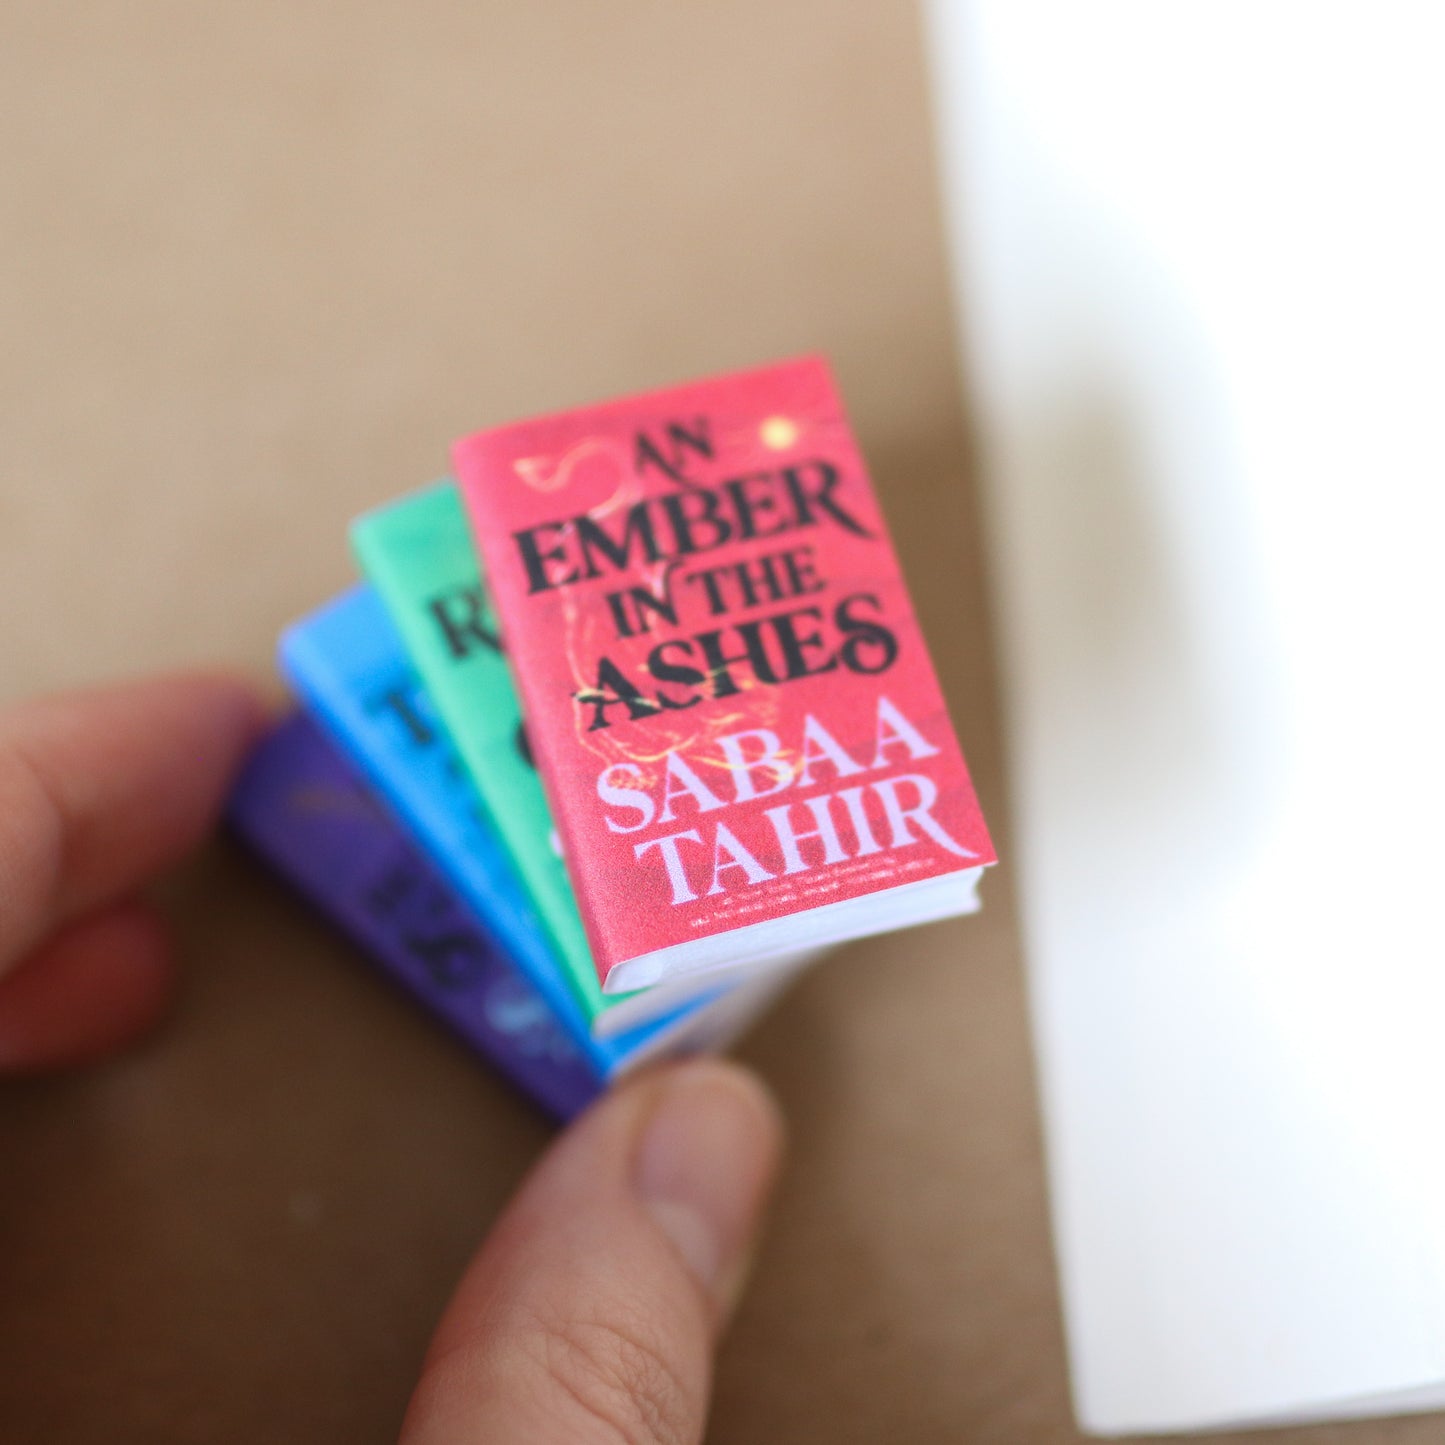 AN
EMBER
IN THE
ASHES
SABAA
TAHIR
R